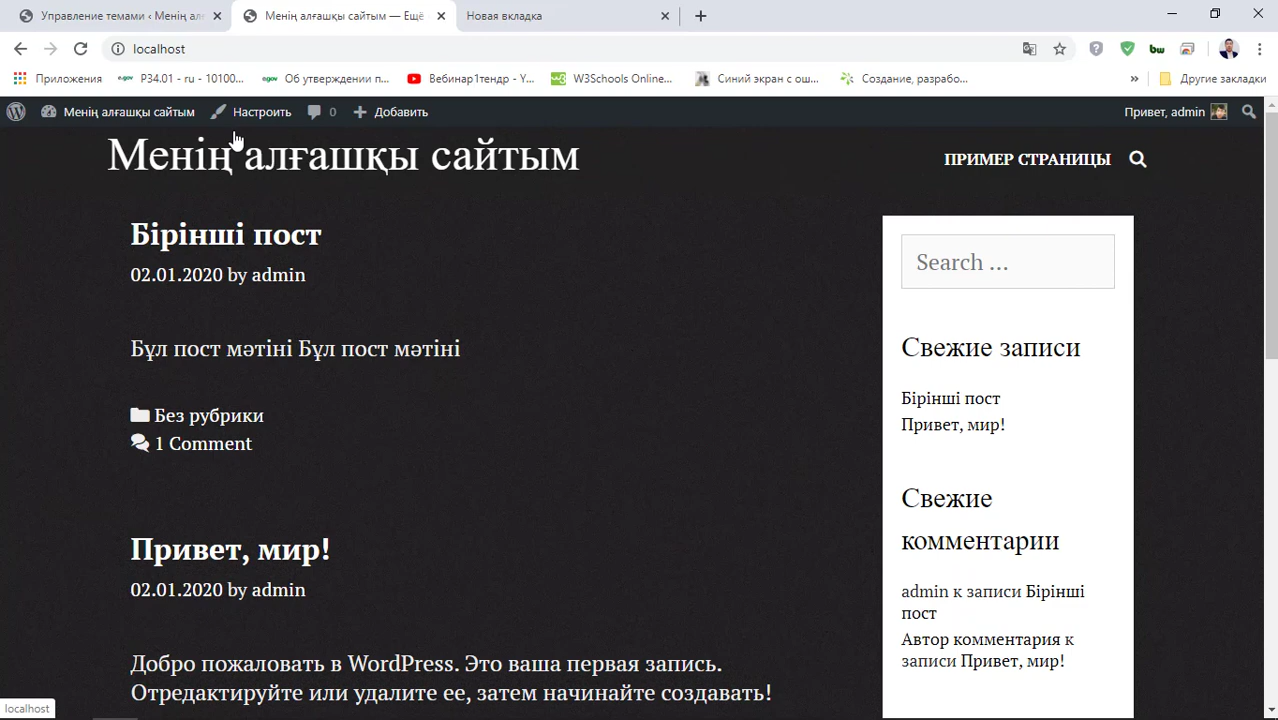 Управление темами ‹ Менің ал
Менің алғашқы сайтым — Ещё
Новая вкладка
localhost
Приложения
P34.01 - ru - 10100...
Об утверждении п...
Вебинар1тендр - Y...
W3Schools Online...
Синий экран с ош...
Создание, разрабо...
»
Другие закладки
Менің алғашқы сайтым
Настроить
0
Добавить
Привет, admin
Менің алғашқы сайтым
ПРИМЕР СТРАНИЦЫ
Бірінші пост
02.01.2020 by admin
Бұл пост мәтіні Бұл пост мәтіні
Без рубрики
1 Comment
Привет, мир!
02.01.2020 by admin
Добро пожаловать в WordPress. Это ваша первая запись.
Отредактируйте или удалите ее, затем начинайте создавать!
Search ...
Свежие записи
Бірінші пост
Привет, мир!
Свежие
комментарии
admin к записи Бірінші
пост
Автор комментария к
записи Привет, мир!
localhost